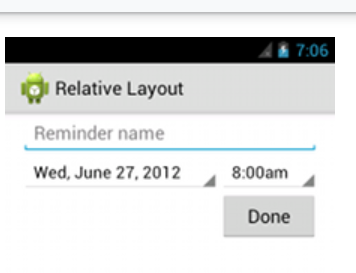 7:06
Relative Layout
Reminder name
Wed, June 27, 2012 8:00am
Done